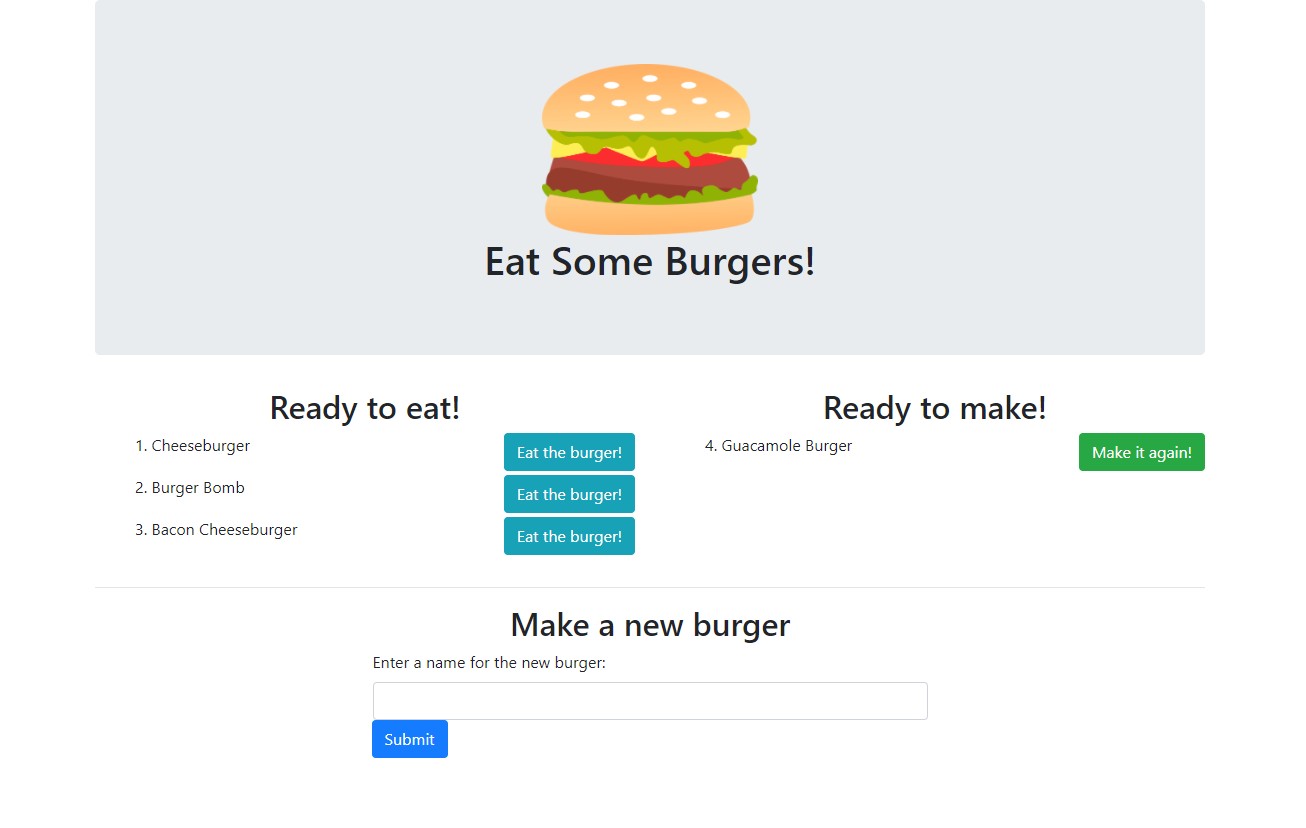 Eat Some Burgers!
Ready to eat!
1. Cheeseburger
Eat the burger!
2. Burger Bomb
Eat the burger!
3. Bacon Cheeseburger
Eat the burger!
Ready to make!
4. Guacamole Burger
Make it again!
Make a new burger
Enter a name for the new burger:
Submit